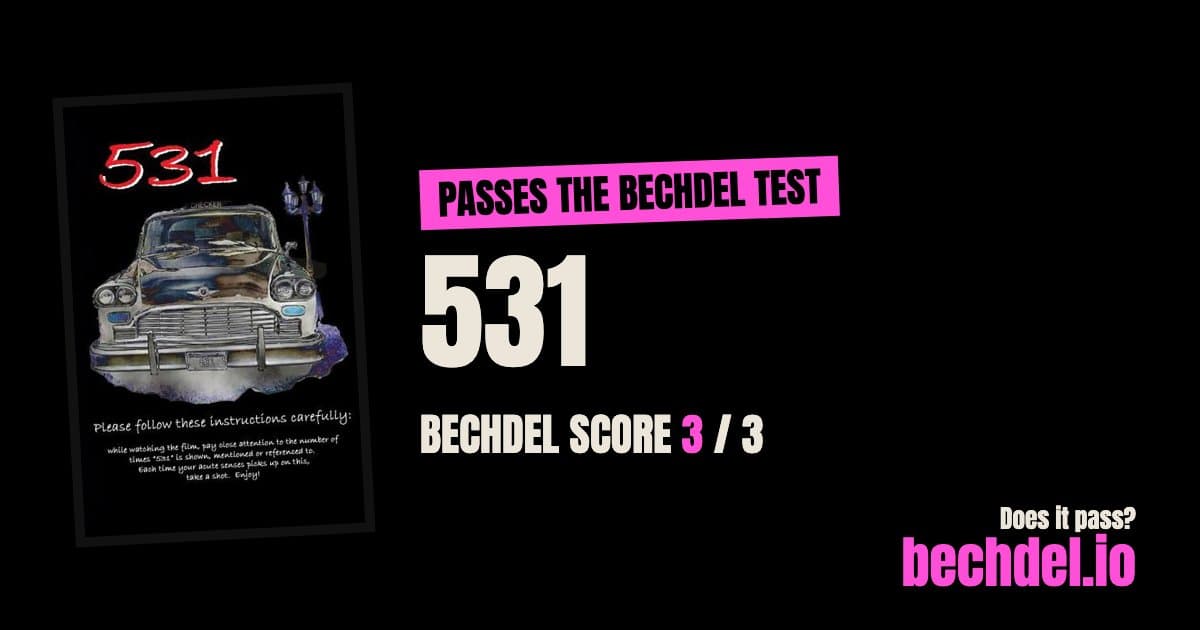 531
CHECKER
Please follow these instructions carefully:
while watching the film, pay close attention to the number of
times "531" is shown, mentioned or referenced to.
Each time your acute senses picks up on this,
take a shot. Enjoy!
PASSES THE BECHDEL TEST
531
BECHDEL SCORE 3 / 3
Does it pass?
bechdel.io